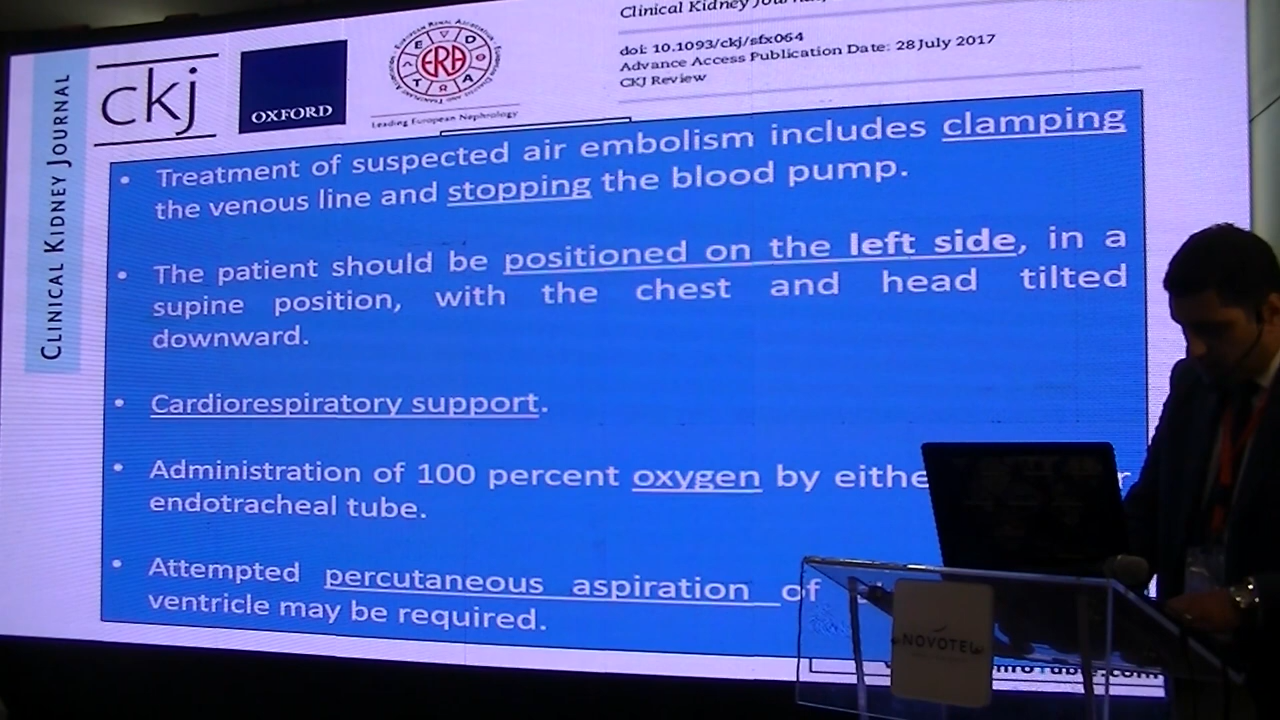 CLINICAL KIDNEY JOURNAL
ckj
OXFORD
ERA
Leading European Nephrology
Clinical Kidney
doi: 10.1093/ckj/sfx064
Advance Access Publication Date: 28 July 2017
CKJ Review
• Treatment of suspected air embolism includes clamping
the venous line and stopping the blood pump.
• The patient should be positioned on the left side, in a
supine position, with the chest and head tilted
downward.
• Cardiorespiratory support.
• Administration of 100 percent oxygen by
endotracheal tube.
• Attempted percutaneous aspiration of
ventricle may be required.
NOVOTEL